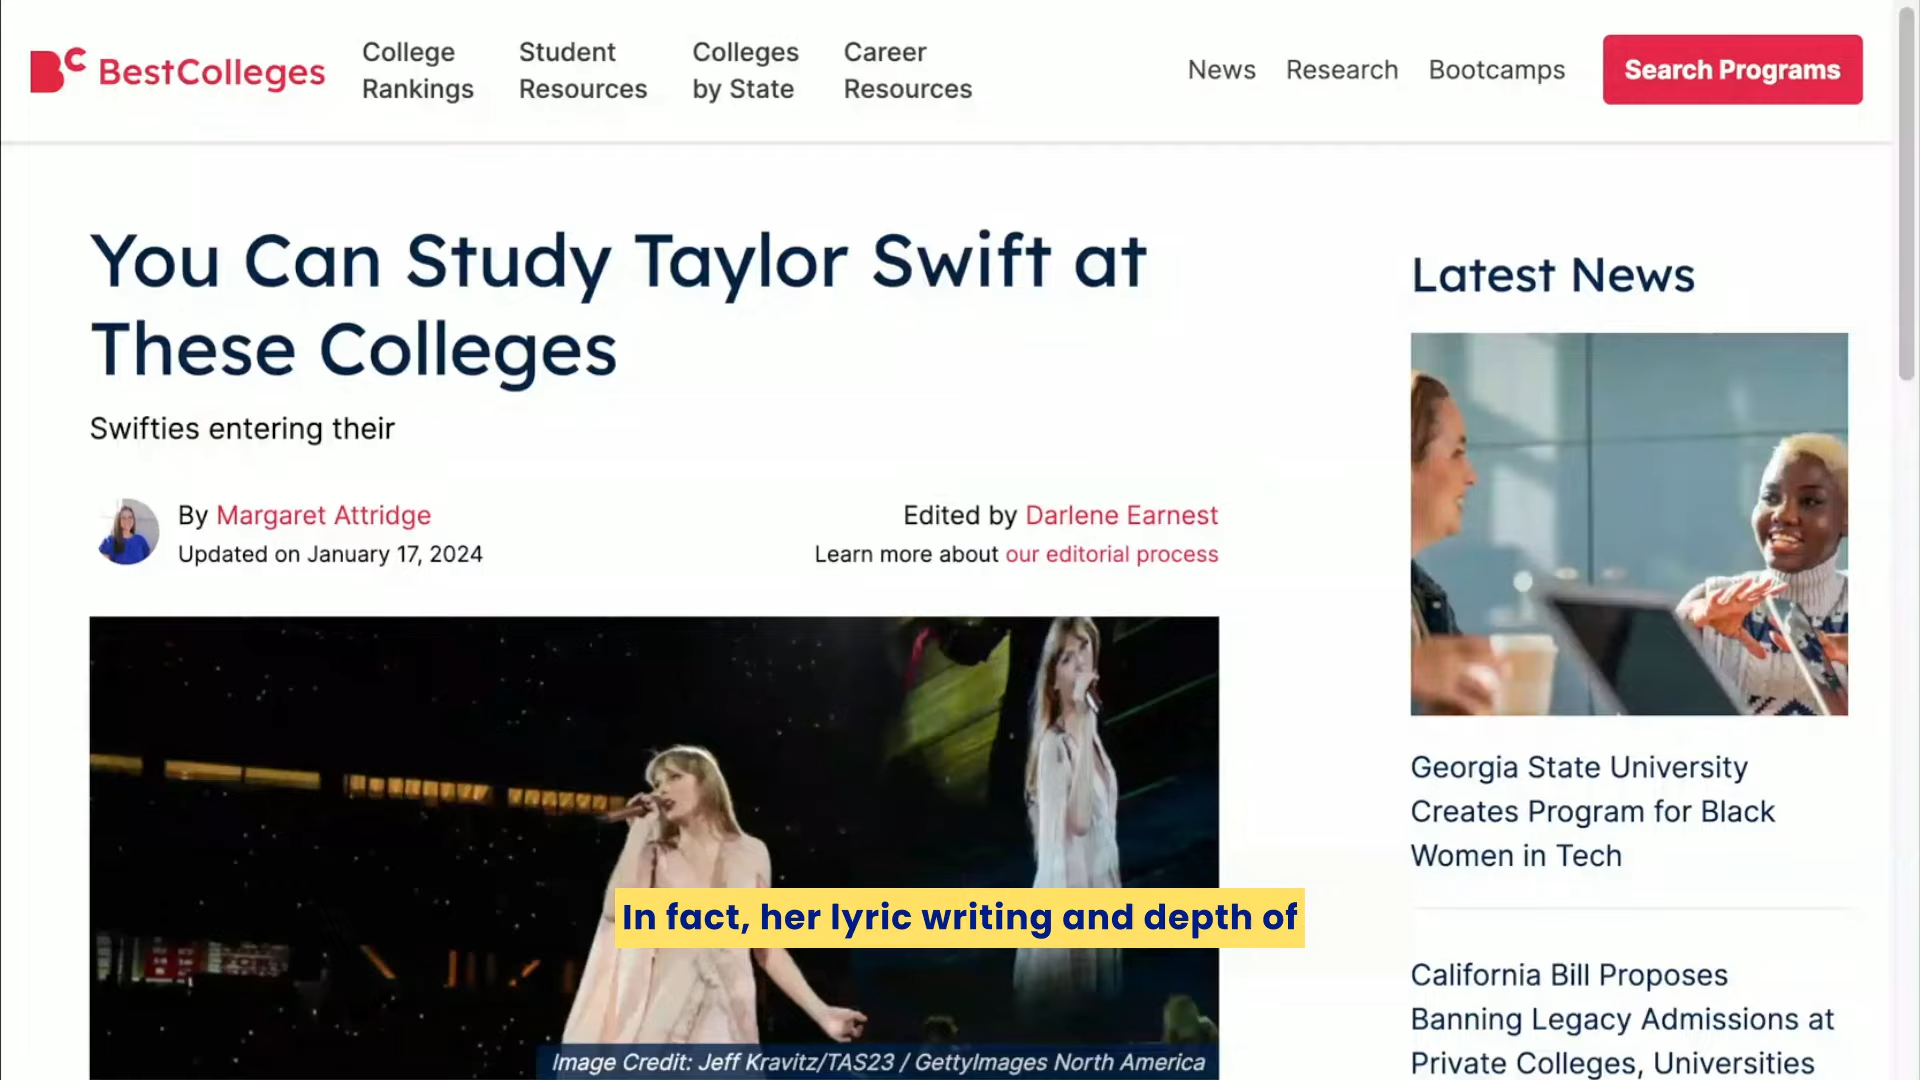 BC BestColleges
College
Rankings
Student
Resources
Colleges
by State
Career
Resources
News
Research
Bootcamps
Search Programs
You Can Study Taylor Swift at
These Colleges
Swifties entering their
By Margaret Attridge
Updated on January 17, 2024
Edited by Darlene Earnest
Learn more about our editorial process
In fact, her lyric writing and depth of
Image Credit: Jeff Kravitz/TAS23 / GettyImages North America
Latest News
Georgia State University
Creates Program for Black
Women in Tech
California Bill Proposes
Banning Legacy Admissions at
Private Colleges, Universities